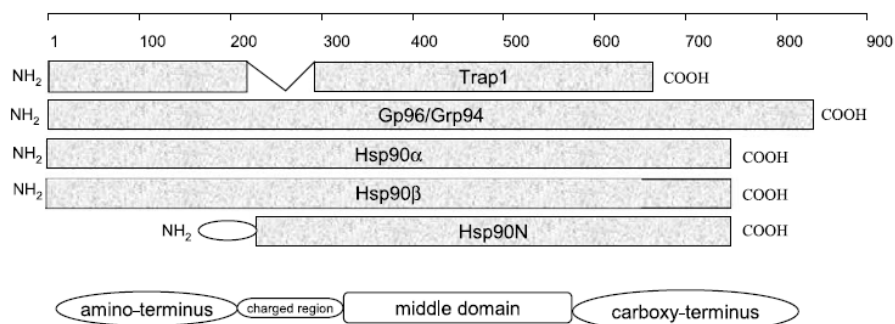 1 100 200 300 400 500 600 700 800 900
NH2 Trap1 COOH
NH2 Gp96/Grp94 COOH
NH2 Hsp90α COOH
NH2 Hsp90β COOH
NH2 Hsp90N COOH
amino-terminus charged region middle domain carboxy-terminus